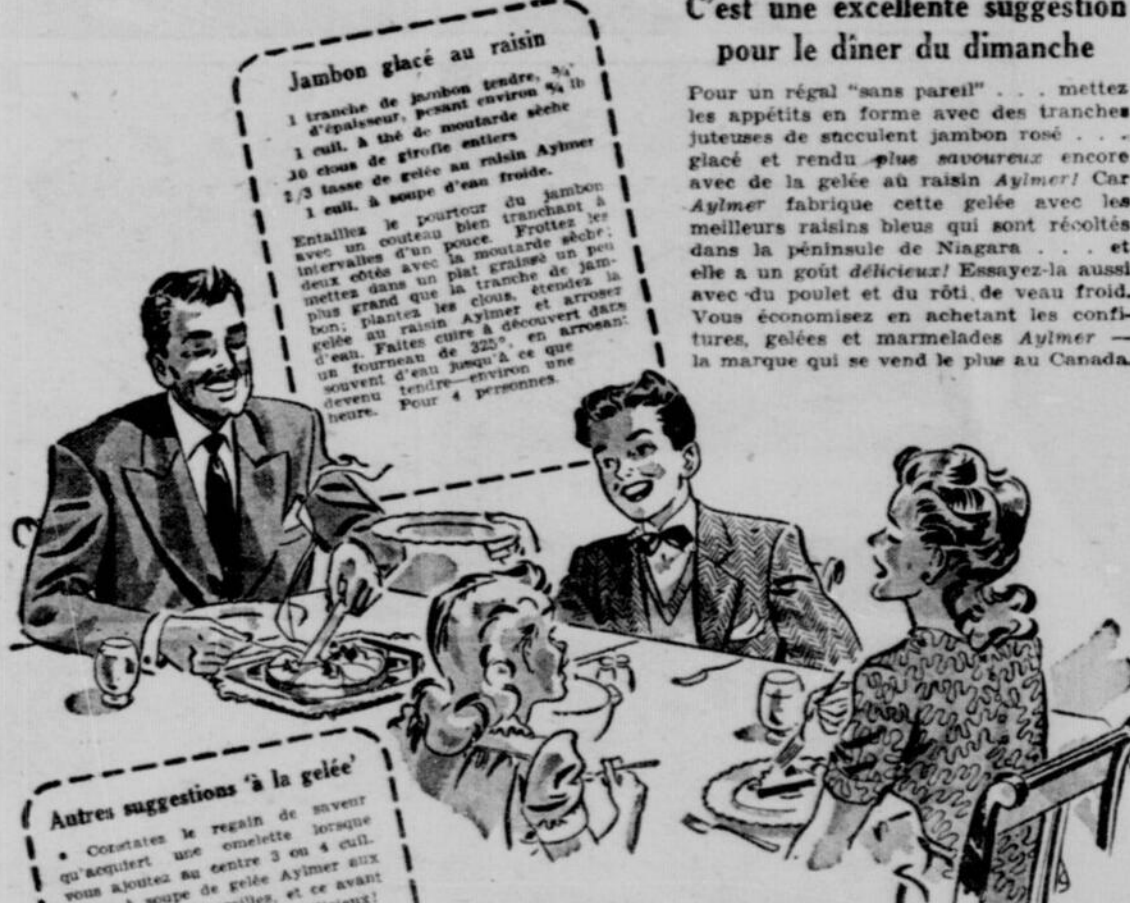 Jambon glacé au raisin
1 tranche de jambon tendre, ¾"
d'épaisseur, pesant environ ¾ lb
1 cuil. à thé de moutarde sèche
30 clous de girofle entiers
2/3 tasse de gelée au raisin Aylmer
1 cuil. à soupe d'eau froide.
Entaillez le pourtour du jambon
avec un couteau bien tranchant à
intervalles d'un pouce. Frottez les
deux côtés avec la moutarde sèche;
mettez dans un plat graissé un peu
plus grand que la tranche de jam-
bon; plantez les clous, étendez la
gelée au raisin Aylmer et arroser
d'eau. Faites cuire à découvert dans
un fourneau de 325°, en arrosant
souvent d'eau jusqu'à ce que
devenu tendre—environ une
heure. Pour 4 personnes.
C'est une excellente suggestion
pour le dîner du dimanche
Pour un régal "sans pareil" . . . mettez
les appétits en forme avec des tranches
juteuses de succulent jambon rosé . . .
glacé et rendu plus savoureux encore
avec de la gelée au raisin Aylmer! Car
Aylmer fabrique cette gelée avec les
meilleurs raisins bleus qui sont récoltés
dans la péninsule de Niagara . . . et
elle a un goût délicieux! Essayez-la aussi
avec du poulet et du rôti de veau froid.
Vous économisez en achetant les confi-
tures, gelées et marmelades Aylmer —
la marque qui se vend le plus au Canada.
Autres suggestions 'à la gelée'
• Constates le regain de saveur
qu'acquiert une omelette lorsque
vous ajoutez au centre 3 ou 4 cuil.
à soupe de gelée Aylmer aux
et ce avant